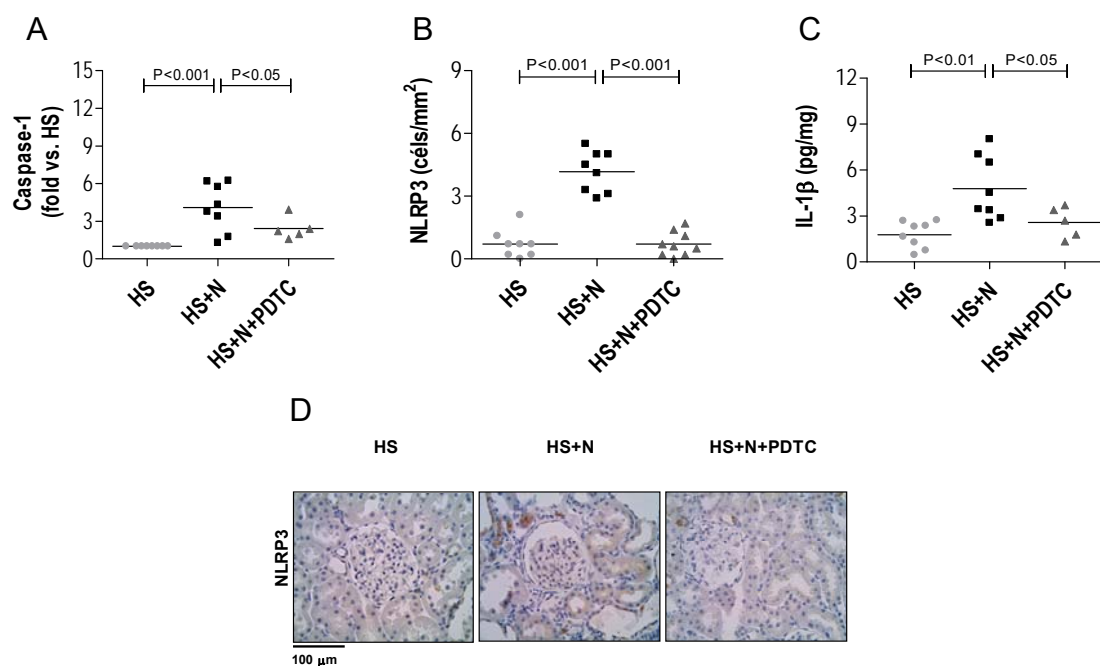 A
P<0.001
P<0.05
15
12
9
6
3
0
Caspase-1
(fold vs. HS)
HS
HS+N
HS+N+PDTC
B
P<0.001
P<0.001
9
6
3
0
NLRP3 (céls/mm²)
HS
HS+N
HS+N+PDTC
C
P<0.01
P<0.05
12
9
6
3
0
IL-1β (pg/mg)
HS
HS+N
HS+N+PDTC
D
HS
HS+N
HS+N+PDTC
NLRP3
100 µm